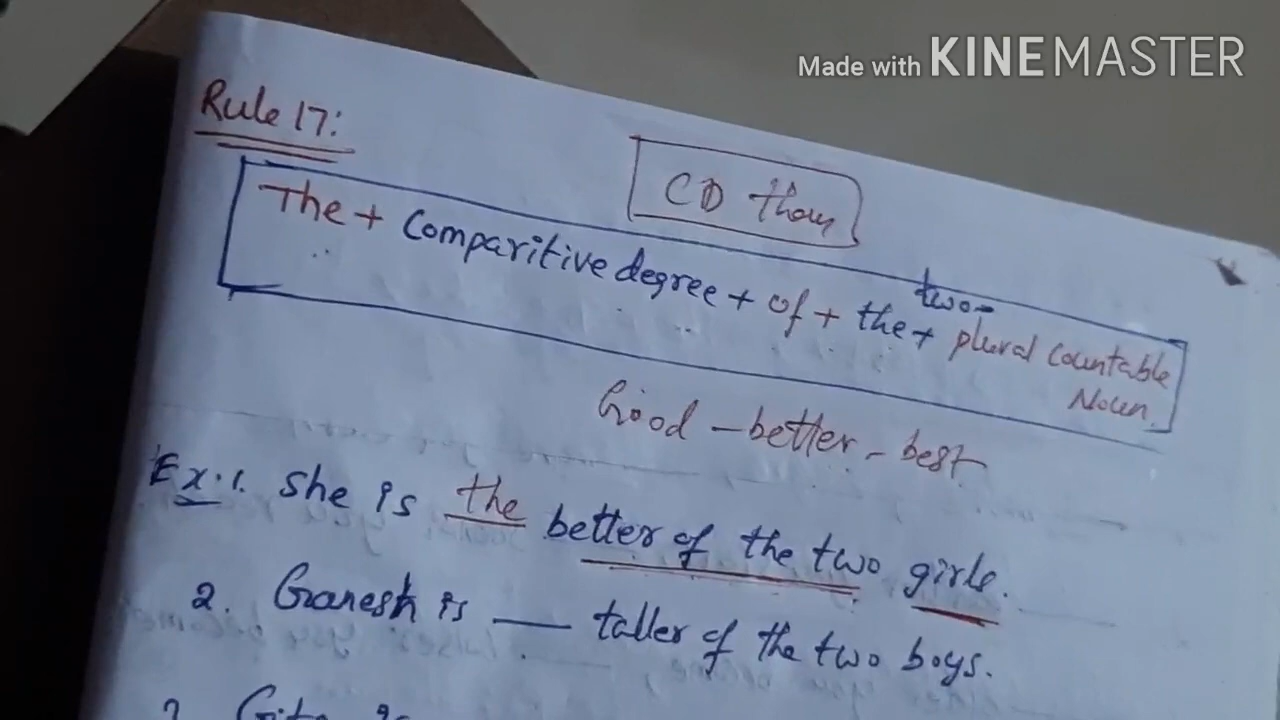 Made with KINEMASTER
Rule 17:
CD than
The + Comparitive degree + of + the + two plural Countable
Noun.
Good - better - best
Ex.1. She is the better of the two girls.
2. Ganesh is ___ taller of the two boys.